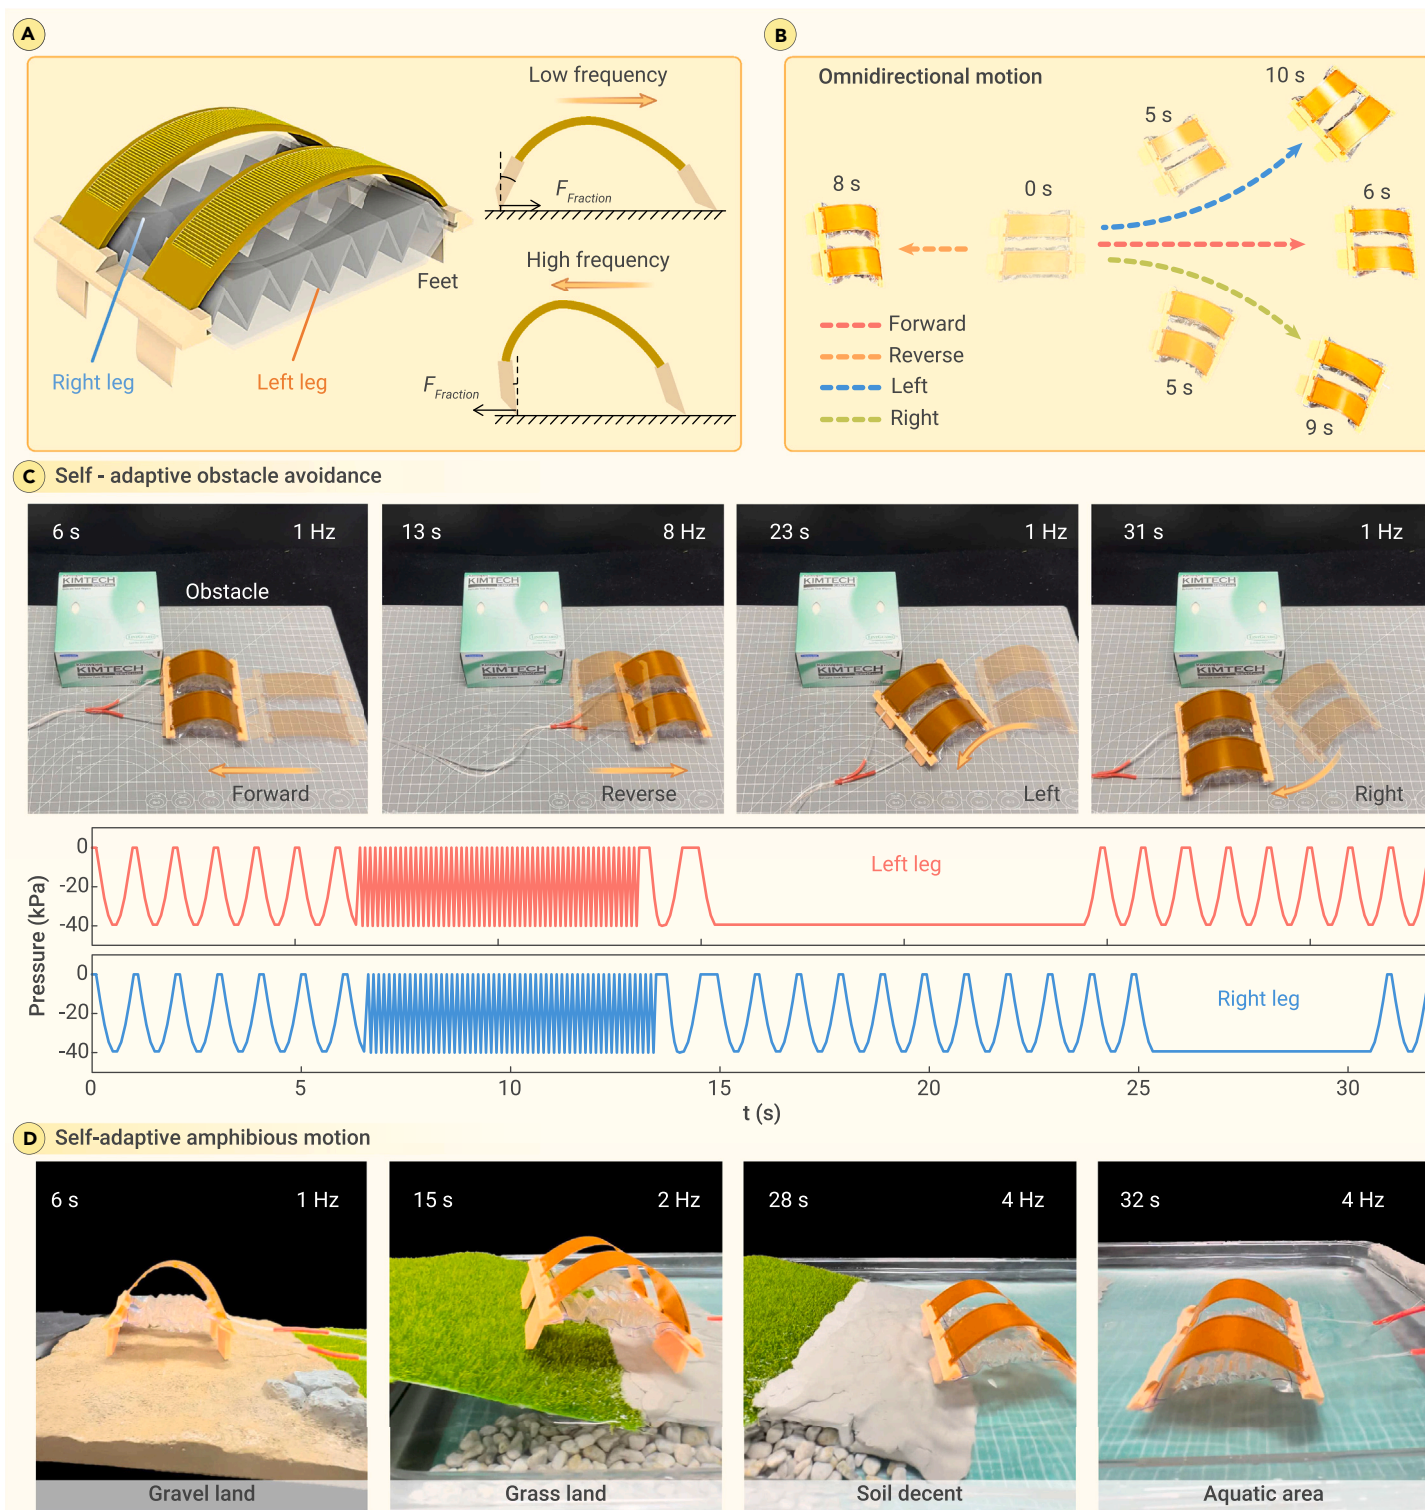 A
Low frequency
F Fraction
High frequency
F Fraction
Feet
Right leg
Left leg
B
Omnidirectional motion
10 s
5 s
8 s
0 s
6 s
Forward
Reverse
Left
Right
5 s
9 s
C Self - adaptive obstacle avoidance
6 s 1 Hz
Obstacle
KIMTECH
KIMTECH
Forward
13 s 8 Hz
KIMTECH
KIMTECH
Reverse
23 s 1 Hz
KIMTECH
KIMTECH
Left
31 s 1 Hz
KIMTECH
KIMTECH
Right
Pressure (kPa)
0
-20
-40
Left leg
0
-20
-40
Right leg
0 5 10 15 20 25 30
t (s)
D Self-adaptive amphibious motion
6 s 1 Hz
Gravel land
15 s 2 Hz
Grass land
28 s 4 Hz
Soil decent
32 s 4 Hz
Aquatic area